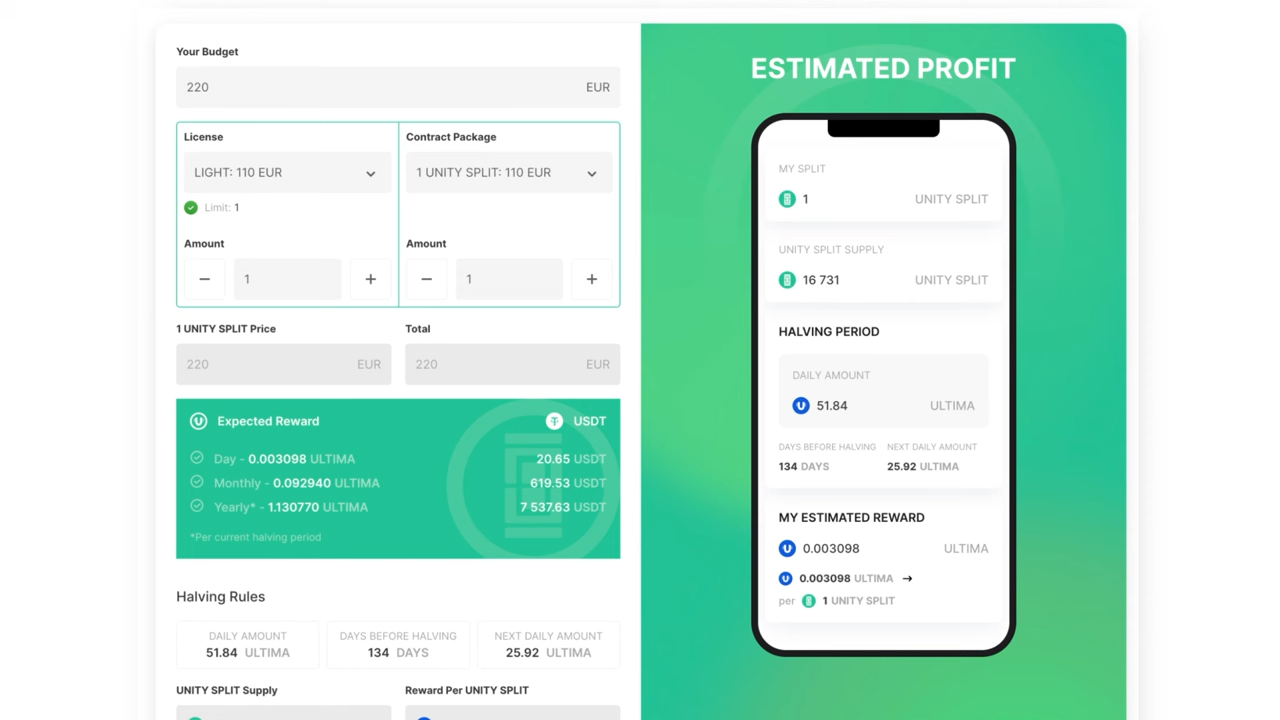 Your Budget
220 EUR
License
Contract Package
LIGHT: 110 EUR
1 UNITY SPLIT: 110 EUR
Limit: 1
Amount
Amount
− 1 +
− 1 +
1 UNITY SPLIT Price
Total
220 EUR
220 EUR
Expected Reward
USDT
Day - 0.003098 ULTIMA
20.65 USDT
Monthly - 0.092940 ULTIMA
619.53 USDT
Yearly* - 1.130770 ULTIMA
7 537.63 USDT
*Per current halving period
Halving Rules
DAILY AMOUNT
51.84 ULTIMA
DAYS BEFORE HALVING
134 DAYS
NEXT DAILY AMOUNT
25.92 ULTIMA
UNITY SPLIT Supply
Reward Per UNITY SPLIT
ESTIMATED PROFIT
MY SPLIT
1 UNITY SPLIT
UNITY SPLIT SUPPLY
16 731 UNITY SPLIT
HALVING PERIOD
DAILY AMOUNT
51.84 ULTIMA
DAYS BEFORE HALVING
134 DAYS
NEXT DAILY AMOUNT
25.92 ULTIMA
MY ESTIMATED REWARD
0.003098 ULTIMA
0.003098 ULTIMA →
per 1 UNITY SPLIT